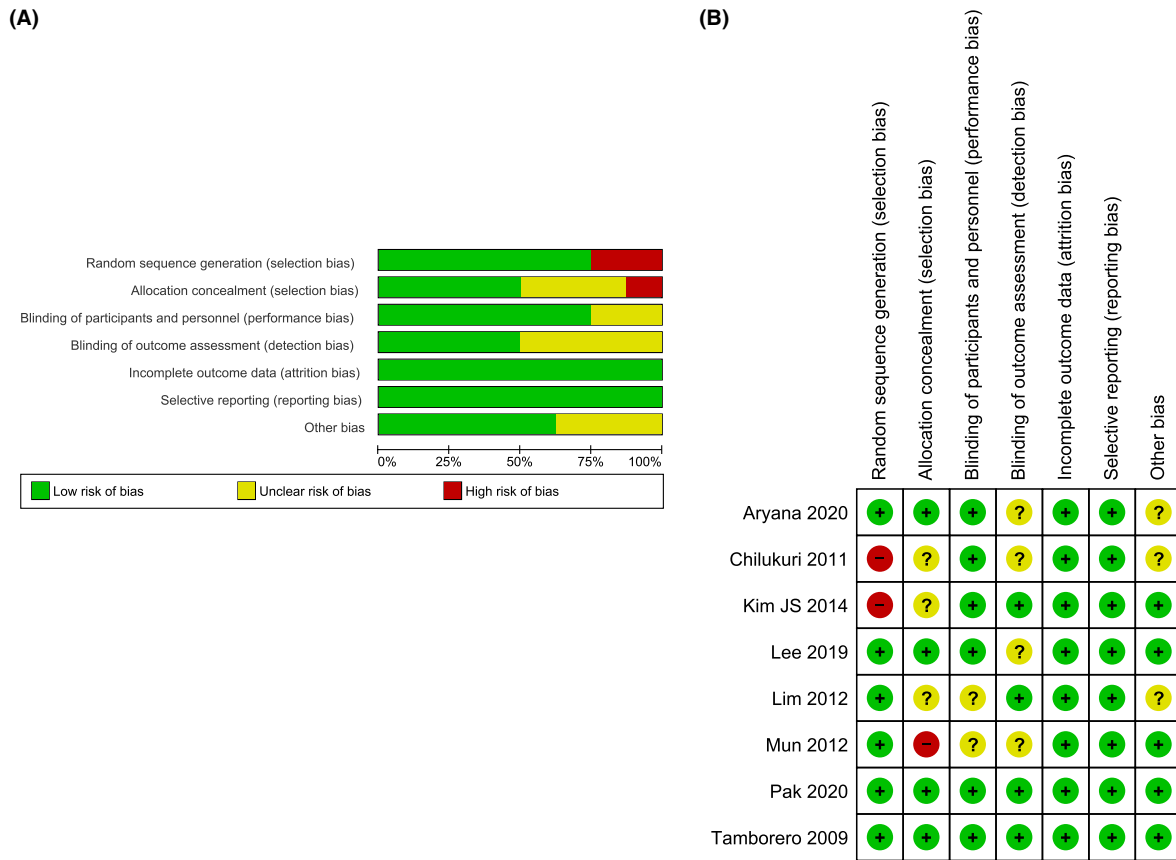 (A)
Random sequence generation (selection bias)
Allocation concealment (selection bias)
Blinding of participants and personnel (performance bias)
Blinding of outcome assessment (detection bias)
Incomplete outcome data (attrition bias)
Selective reporting (reporting bias)
Other bias
0% 25% 50% 75% 100%
Low risk of bias Unclear risk of bias High risk of bias
(B)
Random sequence generation (selection bias)
Allocation concealment (selection bias)
Blinding of participants and personnel (performance bias)
Blinding of outcome assessment (detection bias)
Incomplete outcome data (attrition bias)
Selective reporting (reporting bias)
Other bias
Aryana 2020 + + + ? + + ?
Chilukuri 2011 − ? + ? + + ?
Kim JS 2014 − ? + + + + +
Lee 2019 + + + ? + + +
Lim 2012 + ? ? + + + ?
Mun 2012 + − ? ? + + +
Pak 2020 + + + + + + +
Tamborero 2009 + + + + + + +